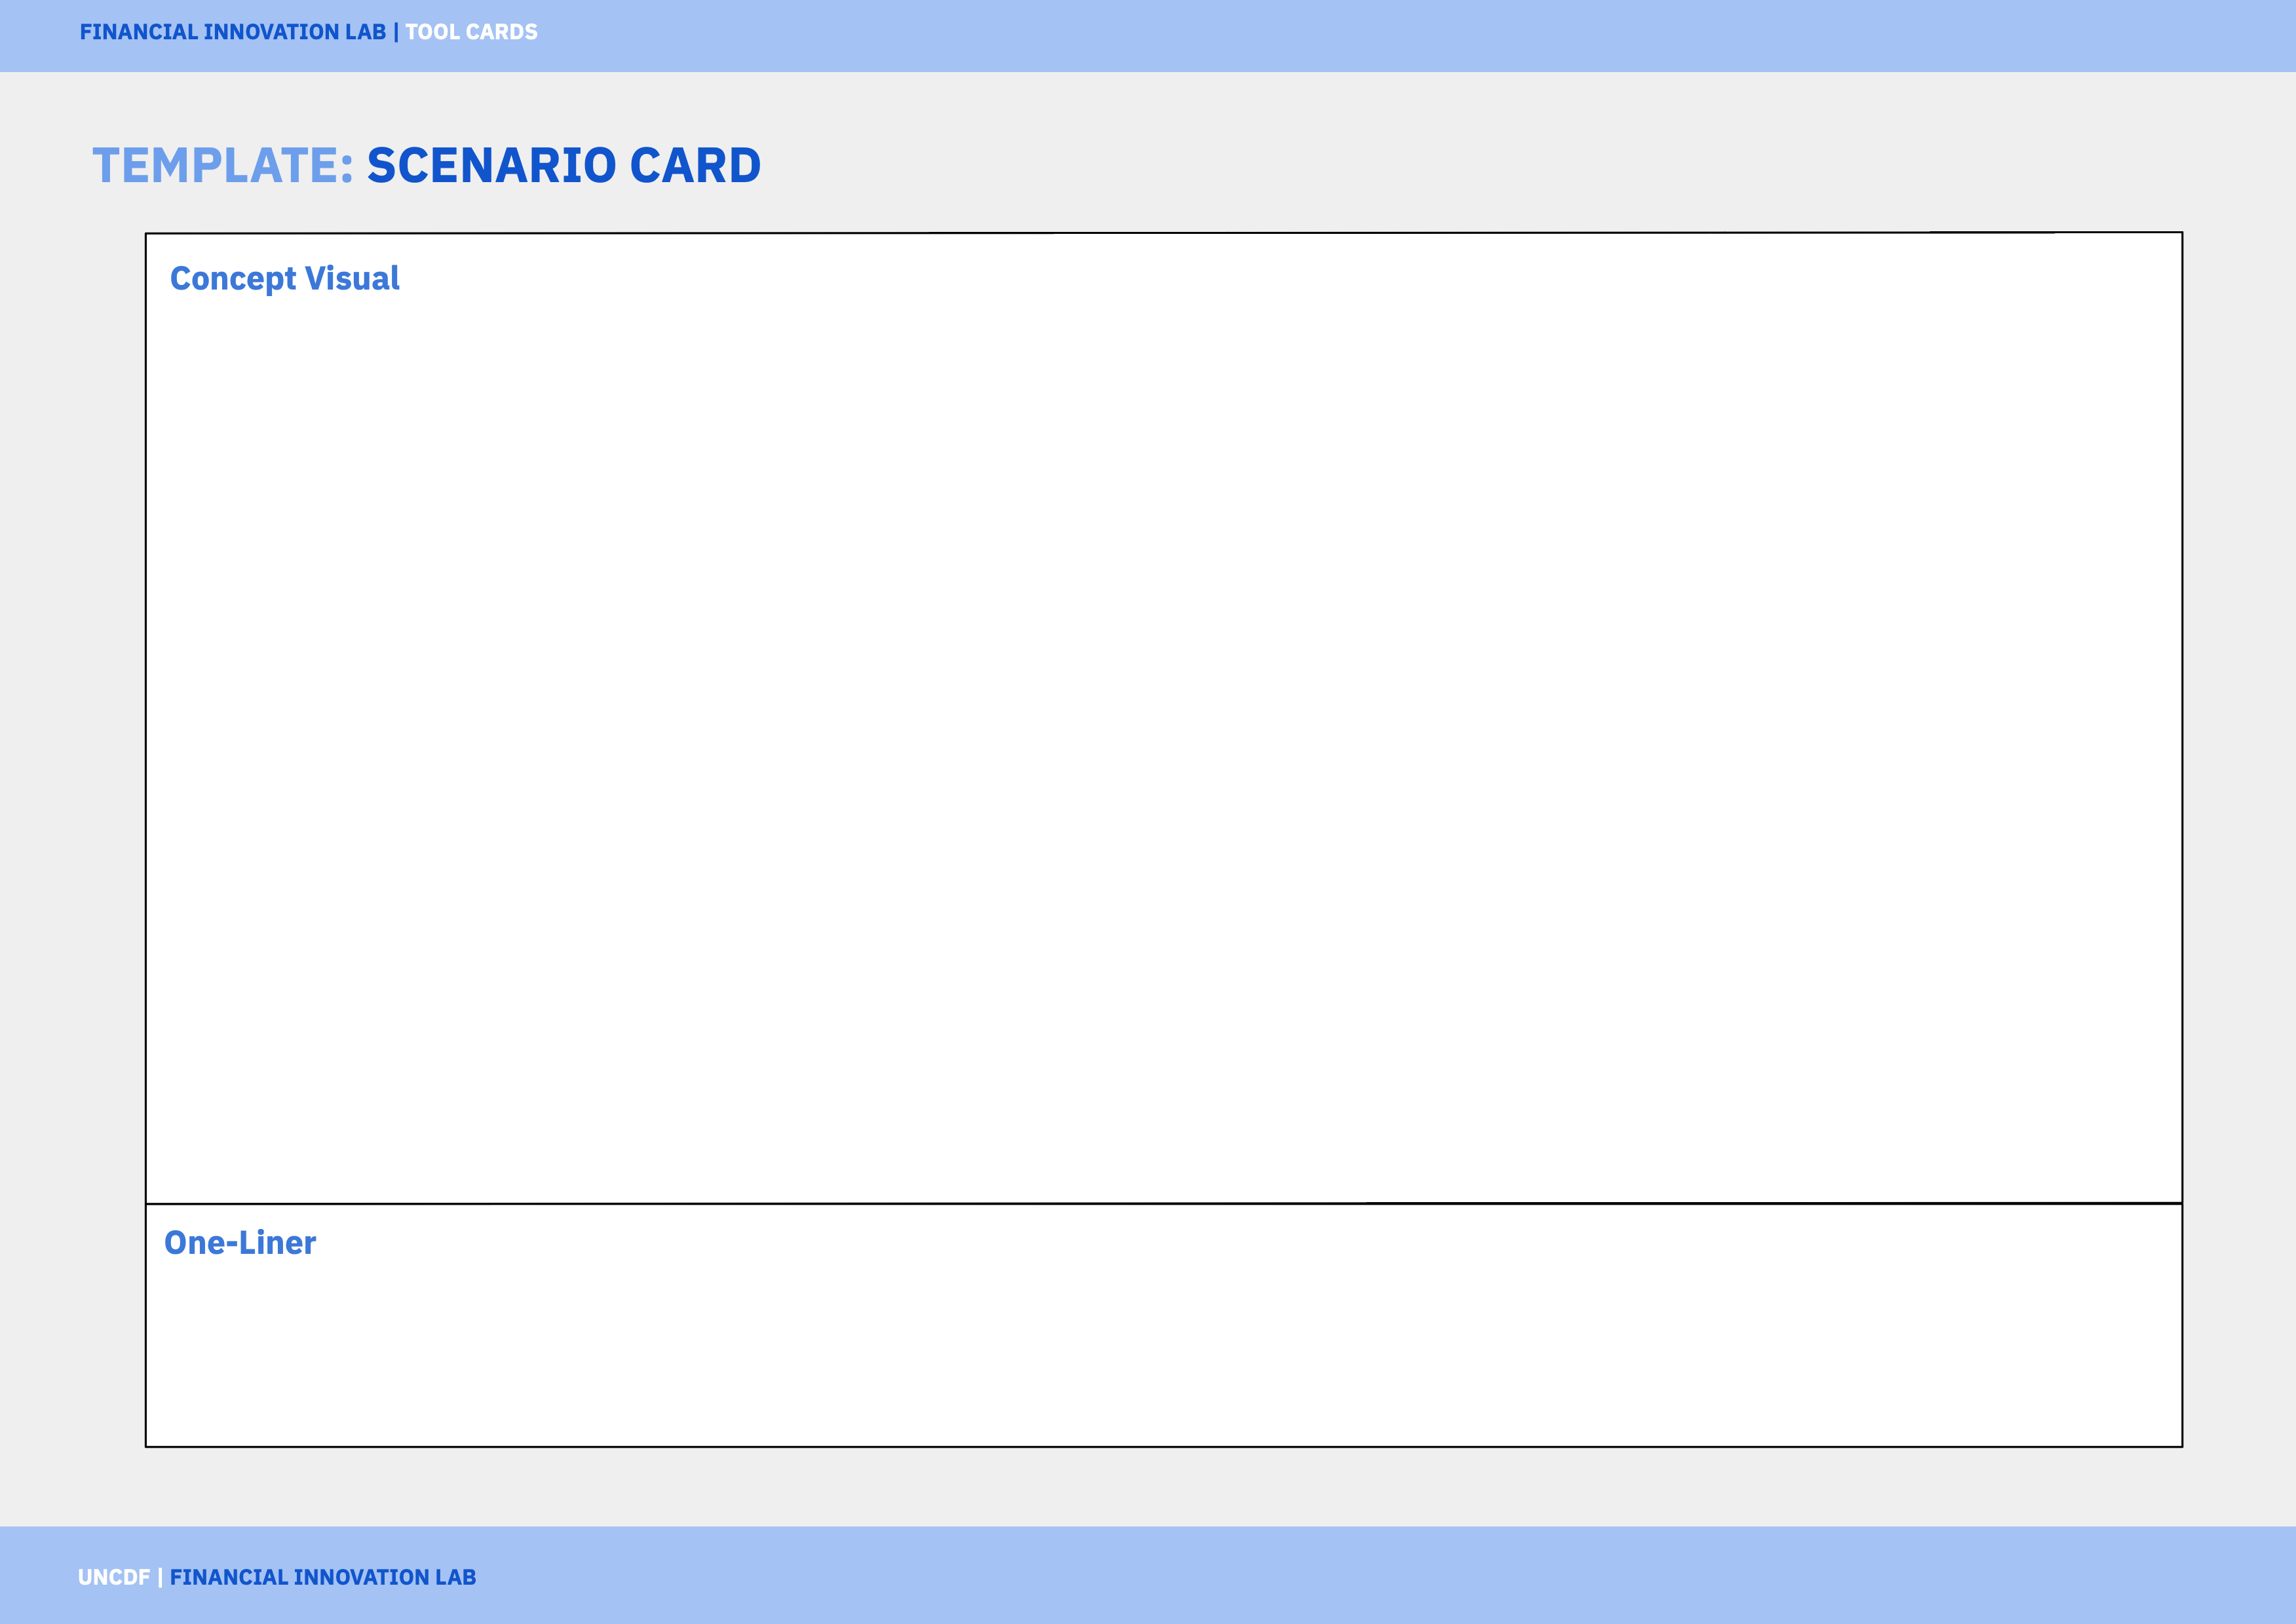 FINANCIAL INNOVATION LAB | TOOL CARDS
TEMPLATE: SCENARIO CARD
Concept Visual
One-Liner
UNCDF | FINANCIAL INNOVATION LAB